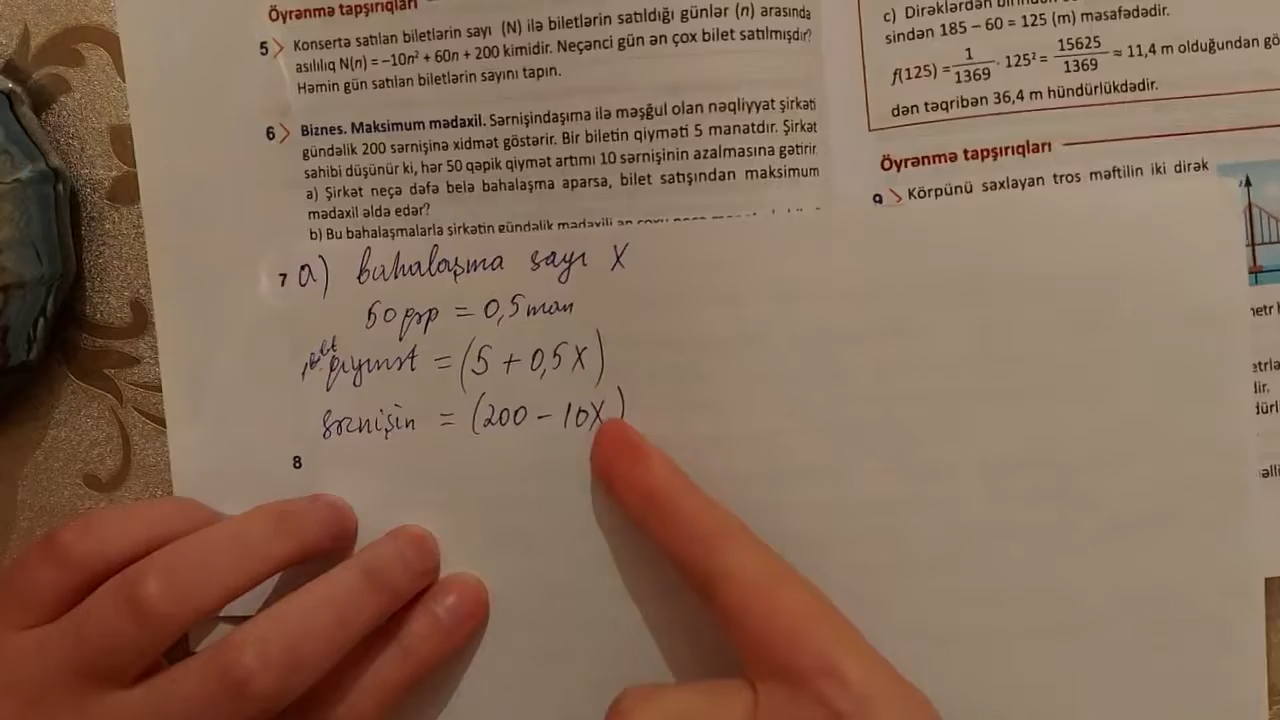 Öyrənmə tapşırıqları
5 Konsertə satılan biletlərin sayı (N) ilə biletlərin satıldığı günlər (n) arasında
asılılıq N(n) = –10n² + 60n + 200 kimidir. Neçənci gün ən çox bilet satılmışdır?
Həmin gün satılan biletlərin sayını tapın.
6 Biznes. Maksimum mədaxil. Sərnişindaşıma ilə məşğul olan nəqliyyat şirkəti
gündəlik 200 sərnişinə xidmət göstərir. Bir biletin qiyməti 5 manatdır. Şirkət
sahibi düşünür ki, hər 50 qəpik qiymət artımı 10 sərnişinin azalmasına gətirir.
a) Şirkət neçə dəfə belə bahalaşma aparsa, bilet satışından maksimum
mədaxil əldə edər?
b) Bu bahalaşmalarla şirkətin gündəlik mədaxili ən
7 a) bahalaşma sayı X
50 qəp = 0,5 man
qiymət = (5 + 0,5X)
sərnişin = (200 – 10X)
8
c) Dirəklərdən
sindən 185 – 60 = 125 (m) məsafədədir.
f(125) = 1/1369 · 125² = 15625/1369 ≈ 11,4 m olduğundan gö
dən təqribən 36,4 m hündürlükdədir.
Öyrənmə tapşırıqları
9 Körpünü saxlayan tros məftilin iki dirək